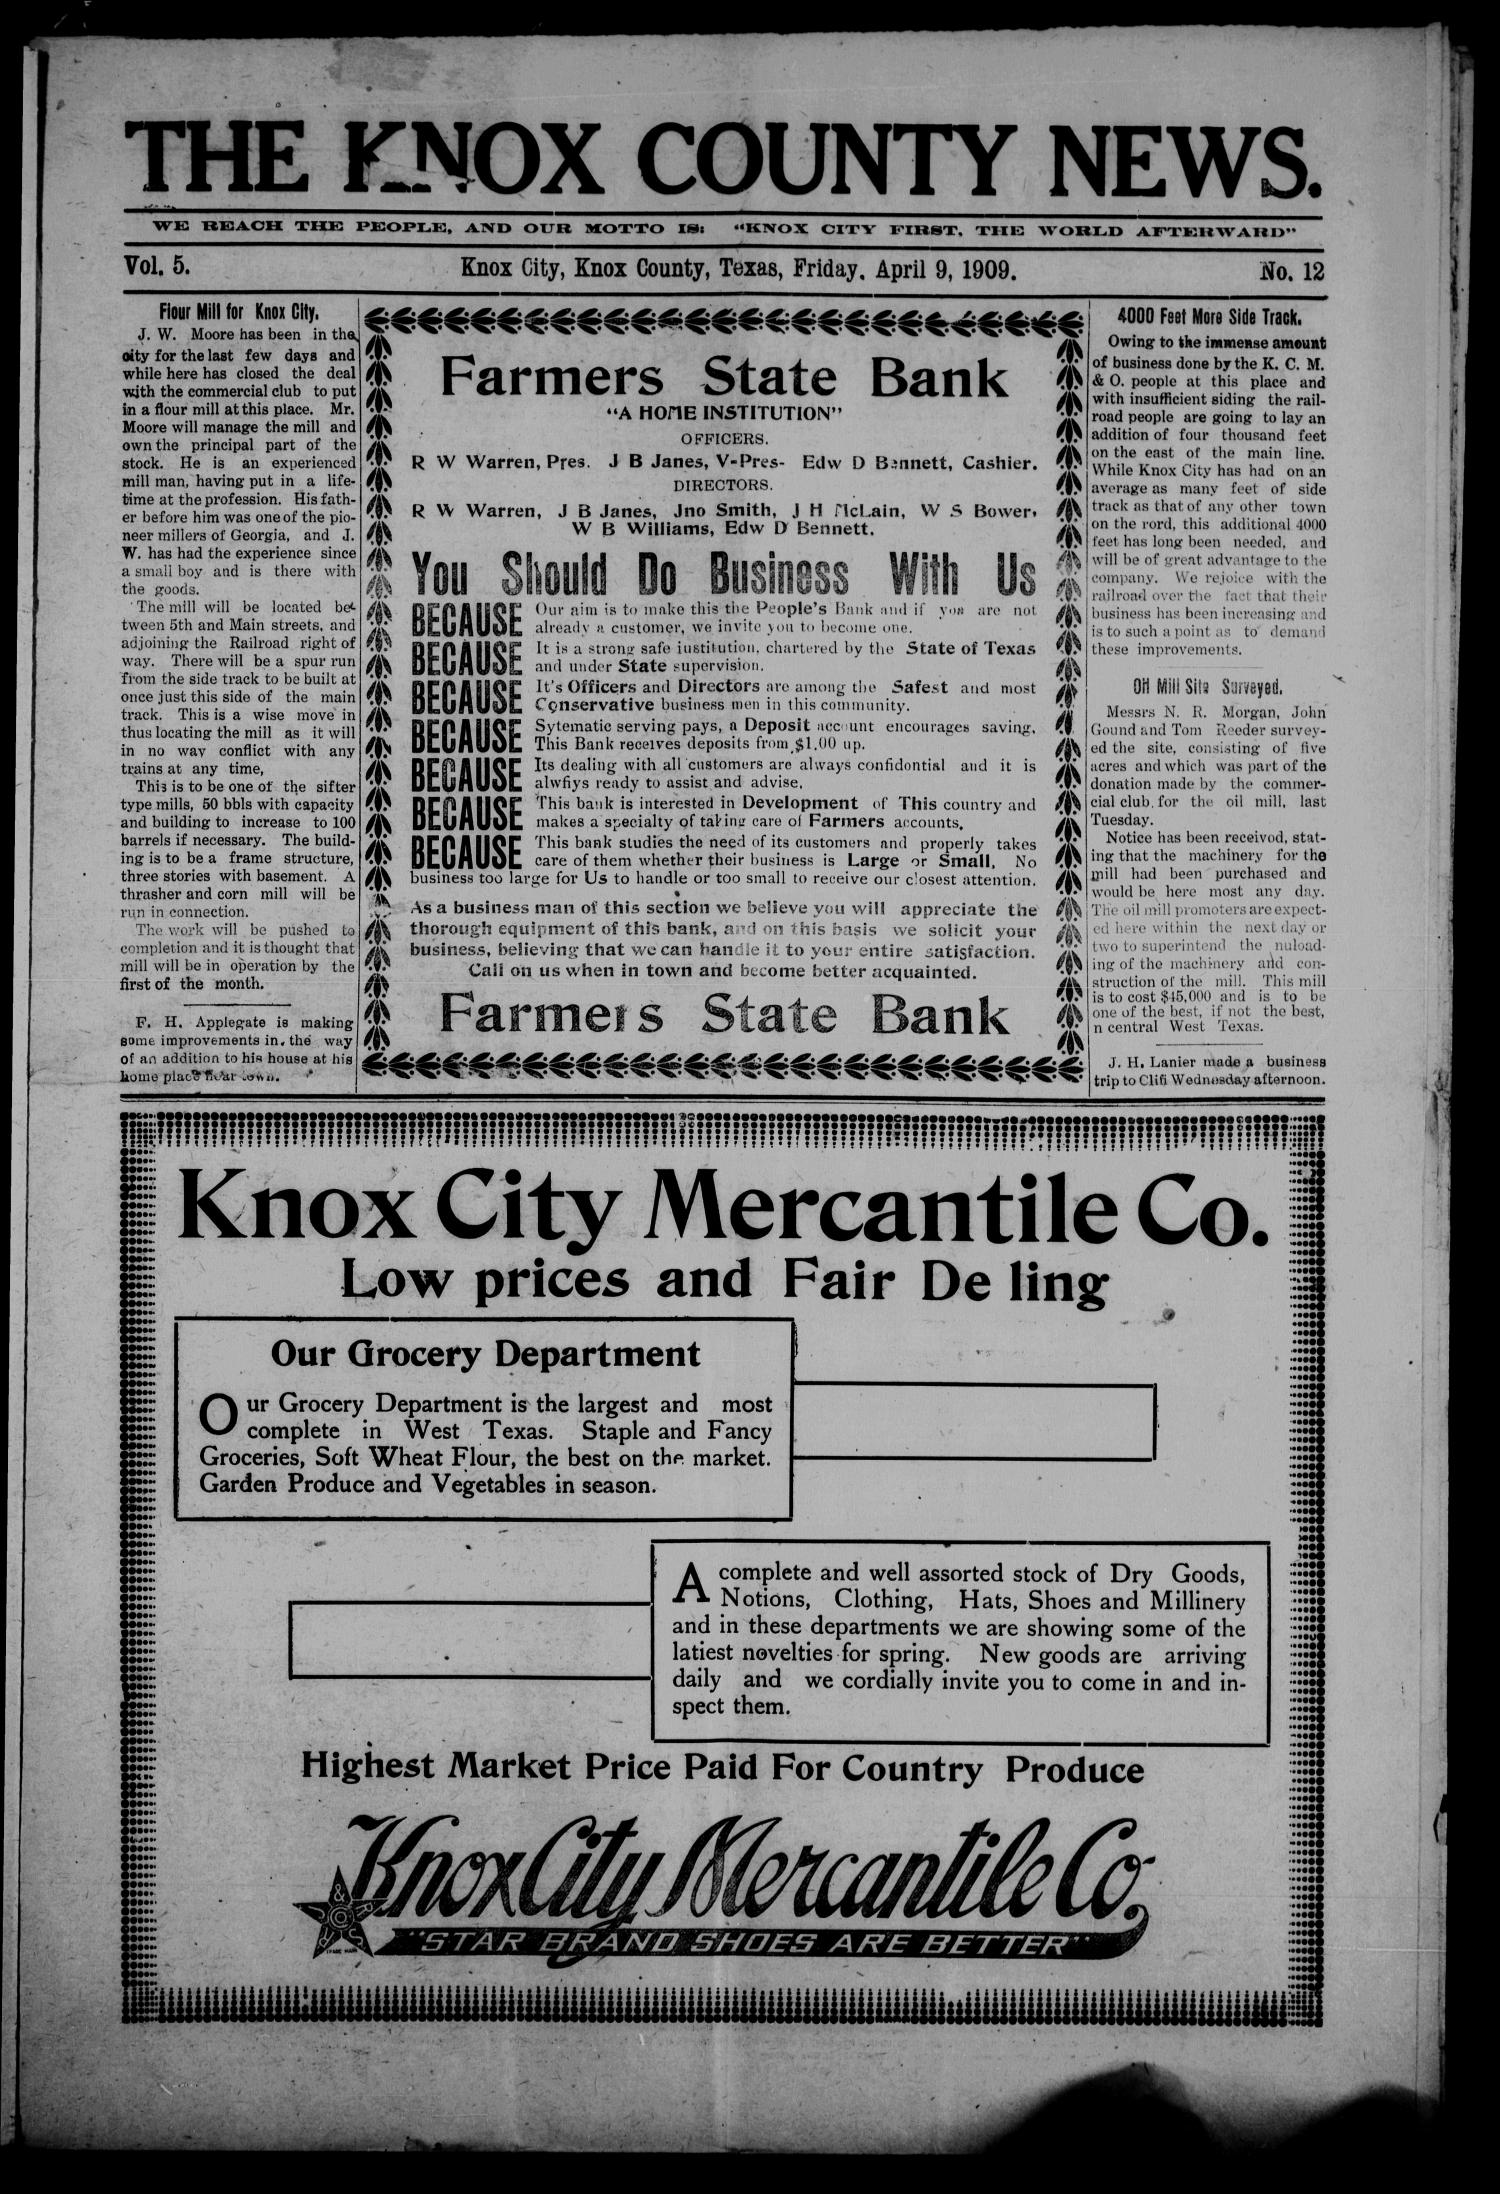 THE KNOX COUNTY NEWS.
WE REACH THE PEOPLE, AND OUR MOTTO IS: "KNOX CITY FIRST, THE WORLD AFTERWARD"
Vol. 5. Knox City, Knox County, Texas, Friday, April 9, 1909. No. 12
Flour Mill for Knox City.
J. W. Moore has been in the
city for the last few days and
while here has closed the deal
with the commercial club to put
in a flour mill at this place. Mr.
Moore will manage the mill and
own the principal part of the
stock. He is an experienced
mill man, having put in a life-
time at the profession. His fath-
er before him was one of the pio-
neer millers of Georgia, and J.
W. has had the experience since
a small boy and is there with
the goods.
The mill will be located bet-
tween 5th and Main streets, and
adjoining the Railroad right of
way. There will be a spur run
from the side track to be built at
once just this side of the main
track. This is a wise move in
thus locating the mill as it will
in no way conflict with any
trains at any time,
This is to be one of the sifter
type mills, 50 bbls with capacity
and building to increase to 100
barrels if necessary. The build-
ing is to be a frame structure,
three stories with basement. A
thrasher and corn mill will be
run in connection.
The work will be pushed to
completion and it is thought that
mill will be in operation by the
first of the month.
F. H. Applegate is making
some improvements in the way
of an addition to his house at his
home place near town.
Farmers State Bank
"A HOME INSTITUTION"
OFFICERS.
R W Warren, Pres. J B Janes, V-Pres- Edw D Bennett, Cashier.
DIRECTORS.
R W Warren, J B Janes, Jno Smith, J H McLain, W S Bower,
W B Williams, Edw D Bennett.
You Should Do Business With Us
BECAUSE Our aim is to make this the People's Bank and if you are not
already a customer, we invite you to become one.
BECAUSE It is a strong safe institution, chartered by the State of Texas
and under State supervision.
BECAUSE It's Officers and Directors are among the Safest and most
Conservative business men in this community.
BECAUSE Sytematic serving pays, a Deposit account encourages saving.
This Bank receives deposits from $1.00 up.
BECAUSE Its dealing with all customers are always confidontial and it is
alwfiys ready to assist and advise.
BECAUSE This bank is interested in Development of This country and
makes a specialty of taking care of Farmers accounts.
BECAUSE This bank studies the need of its customers and properly takes
care of them whether their business is Large or Small. No
business too large for Us to handle or too small to receive our closest attention.
As a business man of this section we believe you will appreciate the
thorough equipment of this bank, and on this basis we solicit your
business, believing that we can handle it to your entire satisfaction.
Call on us when in town and become better acquainted.
Farmers State Bank
4000 Feet More Side Track.
Owing to the immense amount
of business done by the K. C. M.
& O. people at this place and
with insufficient siding the rail-
road people are going to lay an
addition of four thousand feet
on the east of the main line.
While Knox City has had on an
average as many feet of side
track as that of any other town
on the rord, this additional 4000
feet has long been needed, and
will be of great advantage to the
company. We rejoice with the
railroad over the fact that their
business has been increasing and
is to such a point as to demand
these improvements.
Oil Mill Site Surveyed.
Messrs N. R. Morgan, John
Gound and Tom Reeder survey-
ed the site, consisting of five
acres and which was part of the
donation made by the commer-
cial club for the oil mill, last
Tuesday.
Notice has been receivod, stat-
ing that the machinery for the
mill had been purchased and
would be here most any day.
The oil mill promoters are expect-
ed here within the next day or
two to superintend the nuload-
ing of the machinery and con-
struction of the mill. This mill
is to cost $45,000 and is to be
one of the best, if not the best,
n central West Texas.
J. H. Lanier made a business
trip to Cliff Wednesday afternoon.
Knox City Mercantile Co.
Low prices and Fair De ling
Our Grocery Department
Our Grocery Department is the largest and most
complete in West Texas. Staple and Fancy
Groceries, Soft Wheat Flour, the best on the market.
Garden Produce and Vegetables in season.
A complete and well assorted stock of Dry Goods,
Notions, Clothing, Hats, Shoes and Millinery
and in these departments we are showing some of the
latiest novelties for spring. New goods are arriving
daily and we cordially invite you to come in and in-
spect them.
Highest Market Price Paid For Country Produce
Knox City Mercantile Co.
"STAR BRAND SHOES ARE BETTER"